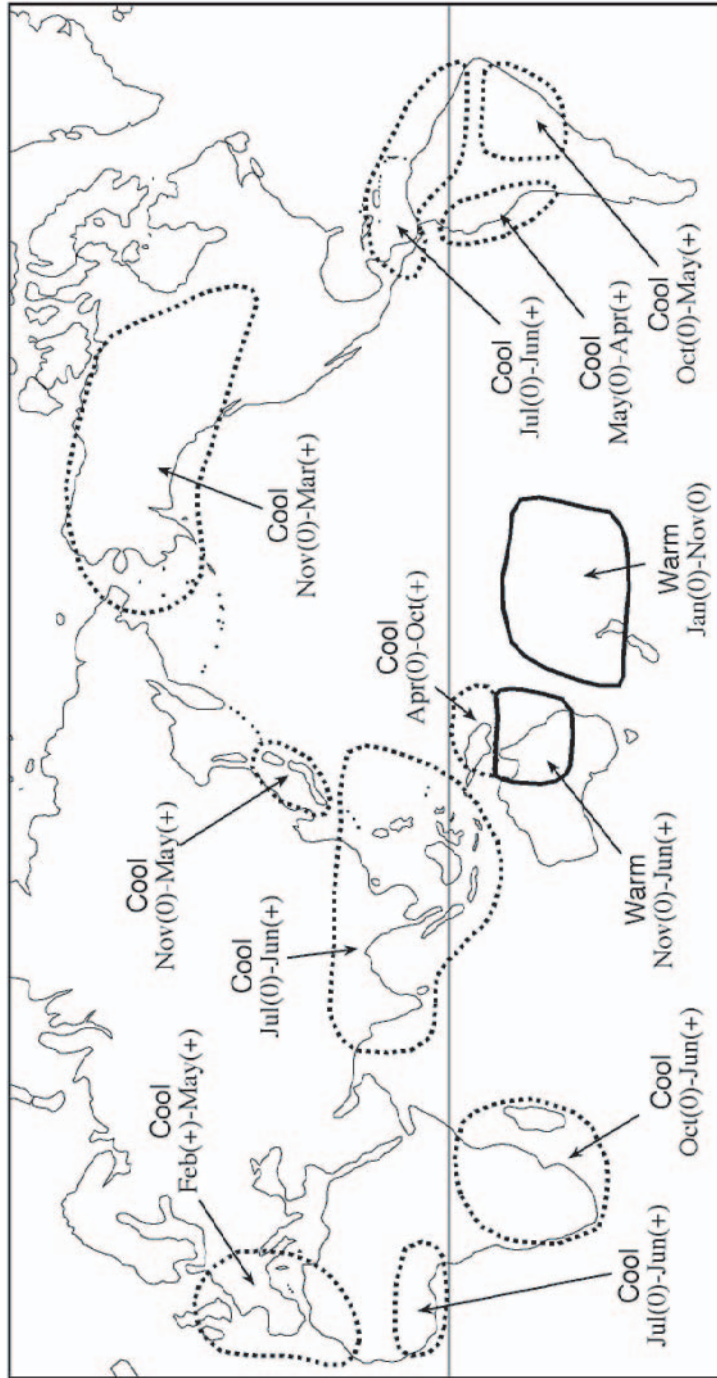 Cool
Feb(+)-May(+)
Cool
Nov(0)-May(+)
Cool
Nov(0)-Mar(+)
Cool
Jul(0)-Jun(+)
Cool
Apr(0)-Oct(+)
Cool
Jul(0)-Jun(+)
Cool
May(0)-Apr(+)
Cool
Oct(0)-May(+)
Cool
Jul(0)-Jun(+)
Cool
Oct(0)-Jun(+)
Warm
Nov(0)-Jun(+)
Warm
Jan(0)-Nov(0)